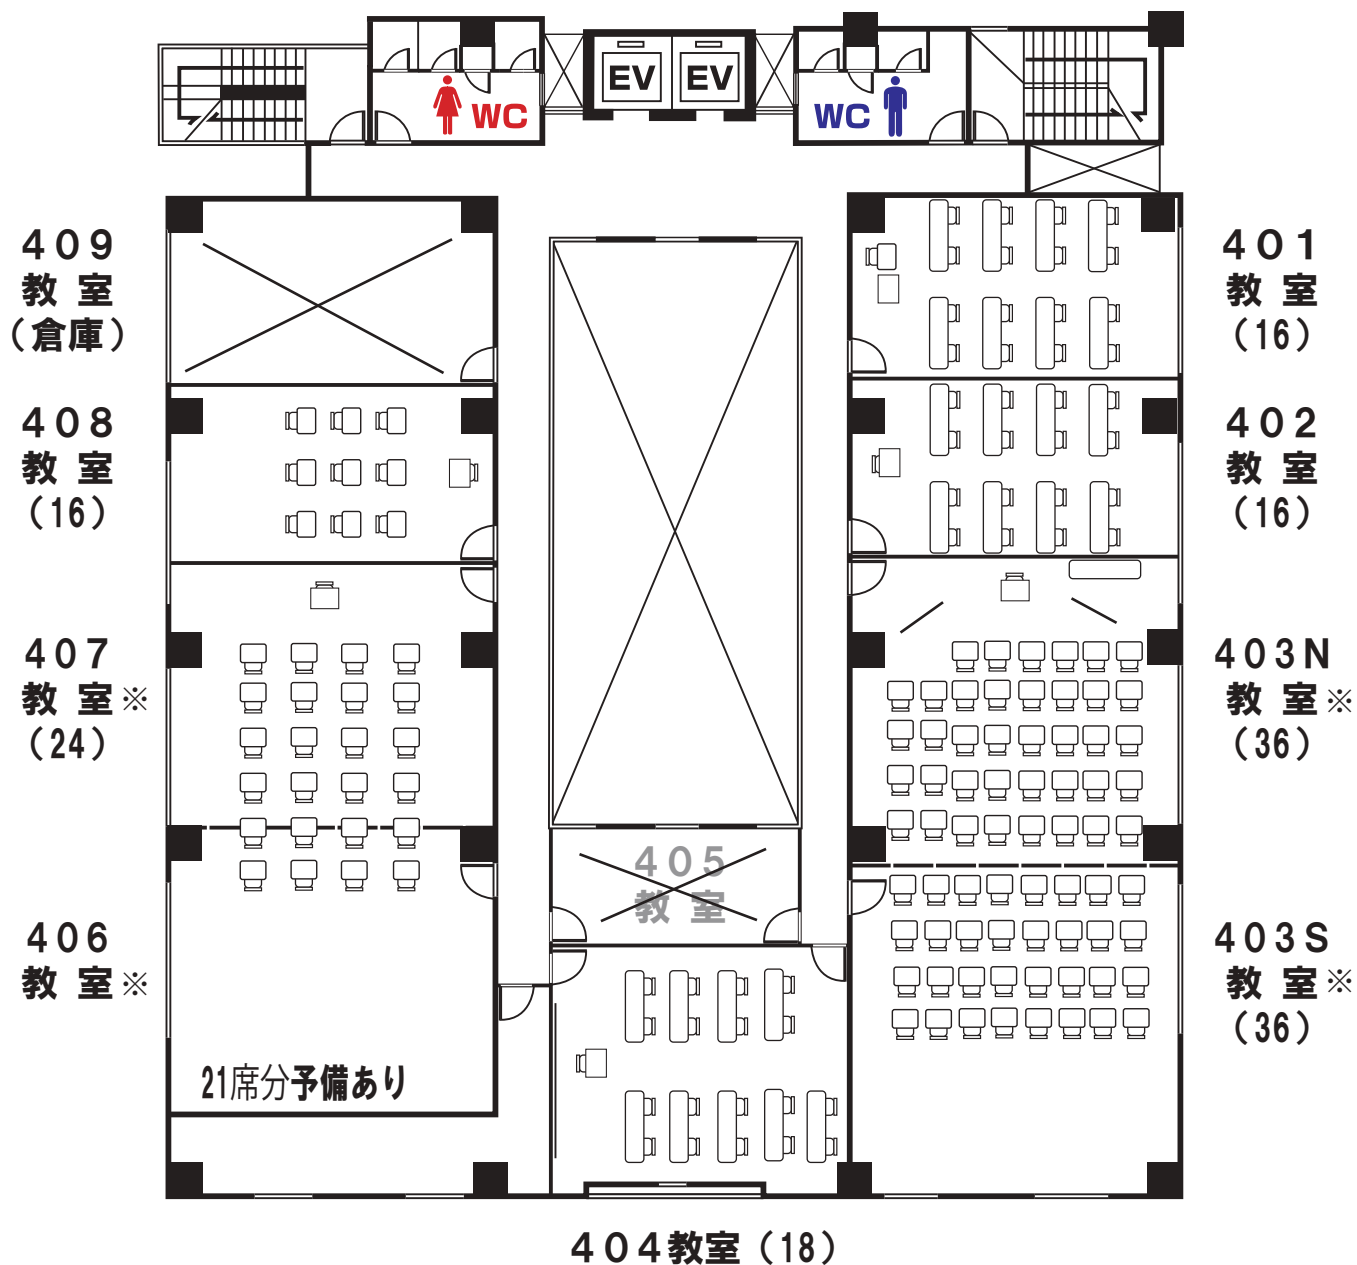 EV
EV
WC
WC
409
教室
（倉庫）
408
教室
（16）
407
教室※
（24）
406
教室※
21席分予備あり
405
教室
401
教室
（16）
402
教室
（16）
403N
教室※
（36）
403S
教室※
（36）
404教室（18）